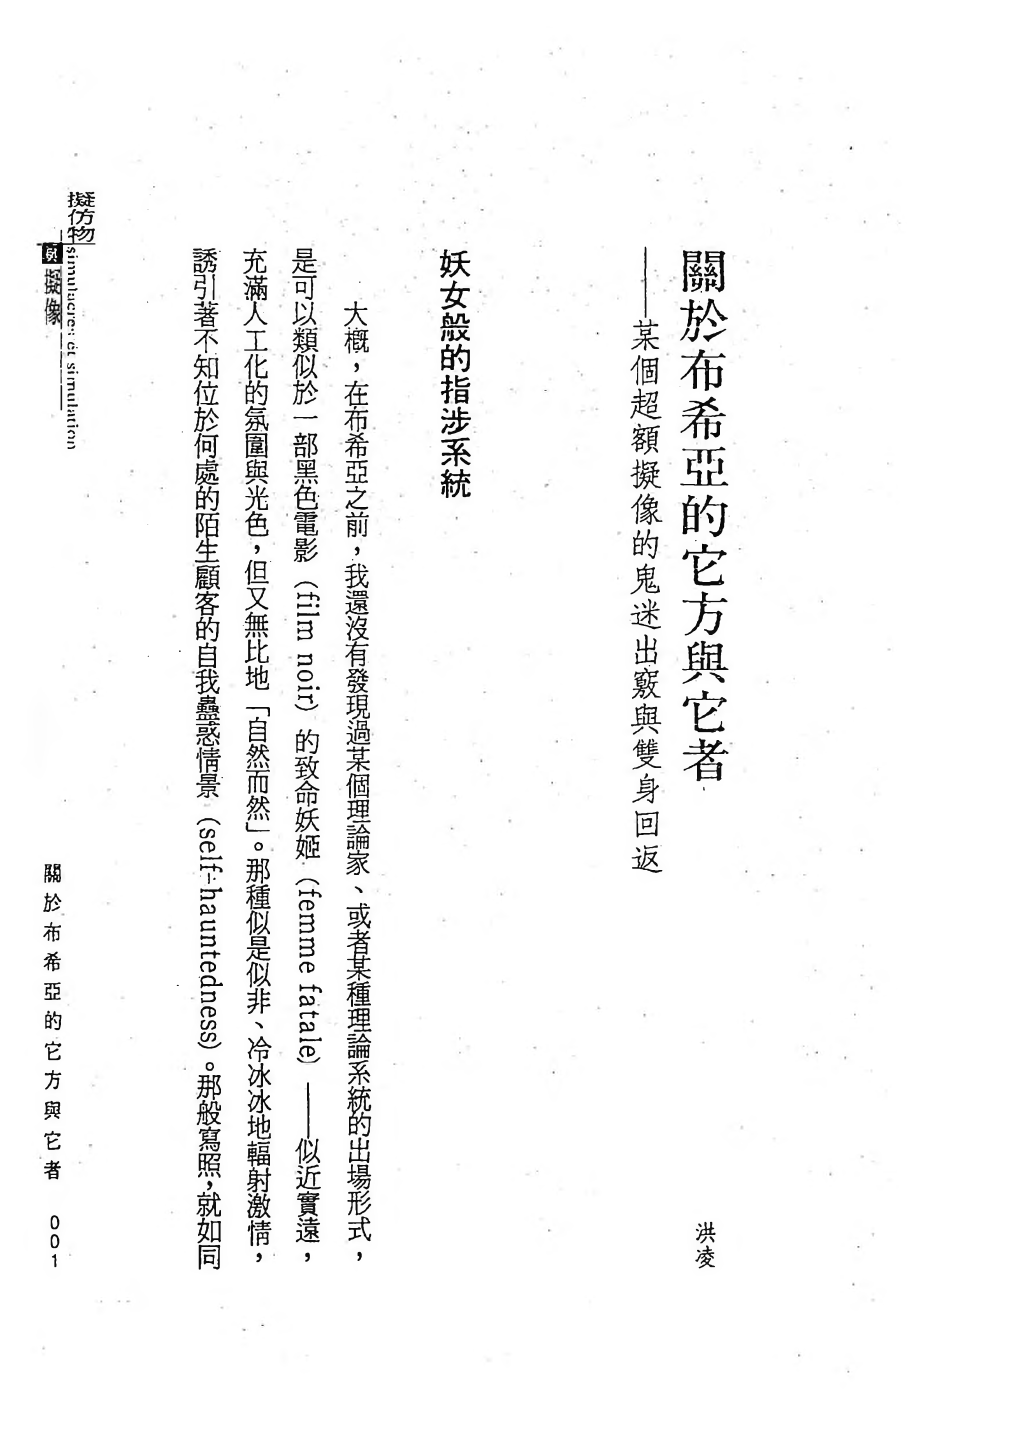 關於布希亞的它方與它者
——某個超額擬像的鬼迷出竅與雙身回返
洪凌
妖女般的指涉系統
大概，在布希亞之前，我還沒有發現過某個理論家、或者某種理論系統的出場形式，
是可以類似於一部黑色電影（film noir）的致命妖姬（femme fatale）——似近實遠，
充滿人工化的氛圍與光色，但又無比地「自然而然」。那種似是似非、冷冰冰地輻射激情，
誘引著不知位於何處的陌生顧客的自我蠱惑情景（self-hauntedness）。那般寫照，就如同
擬仿物
simulacres et simulation
與擬像
關於布希亞的它方與它者 001